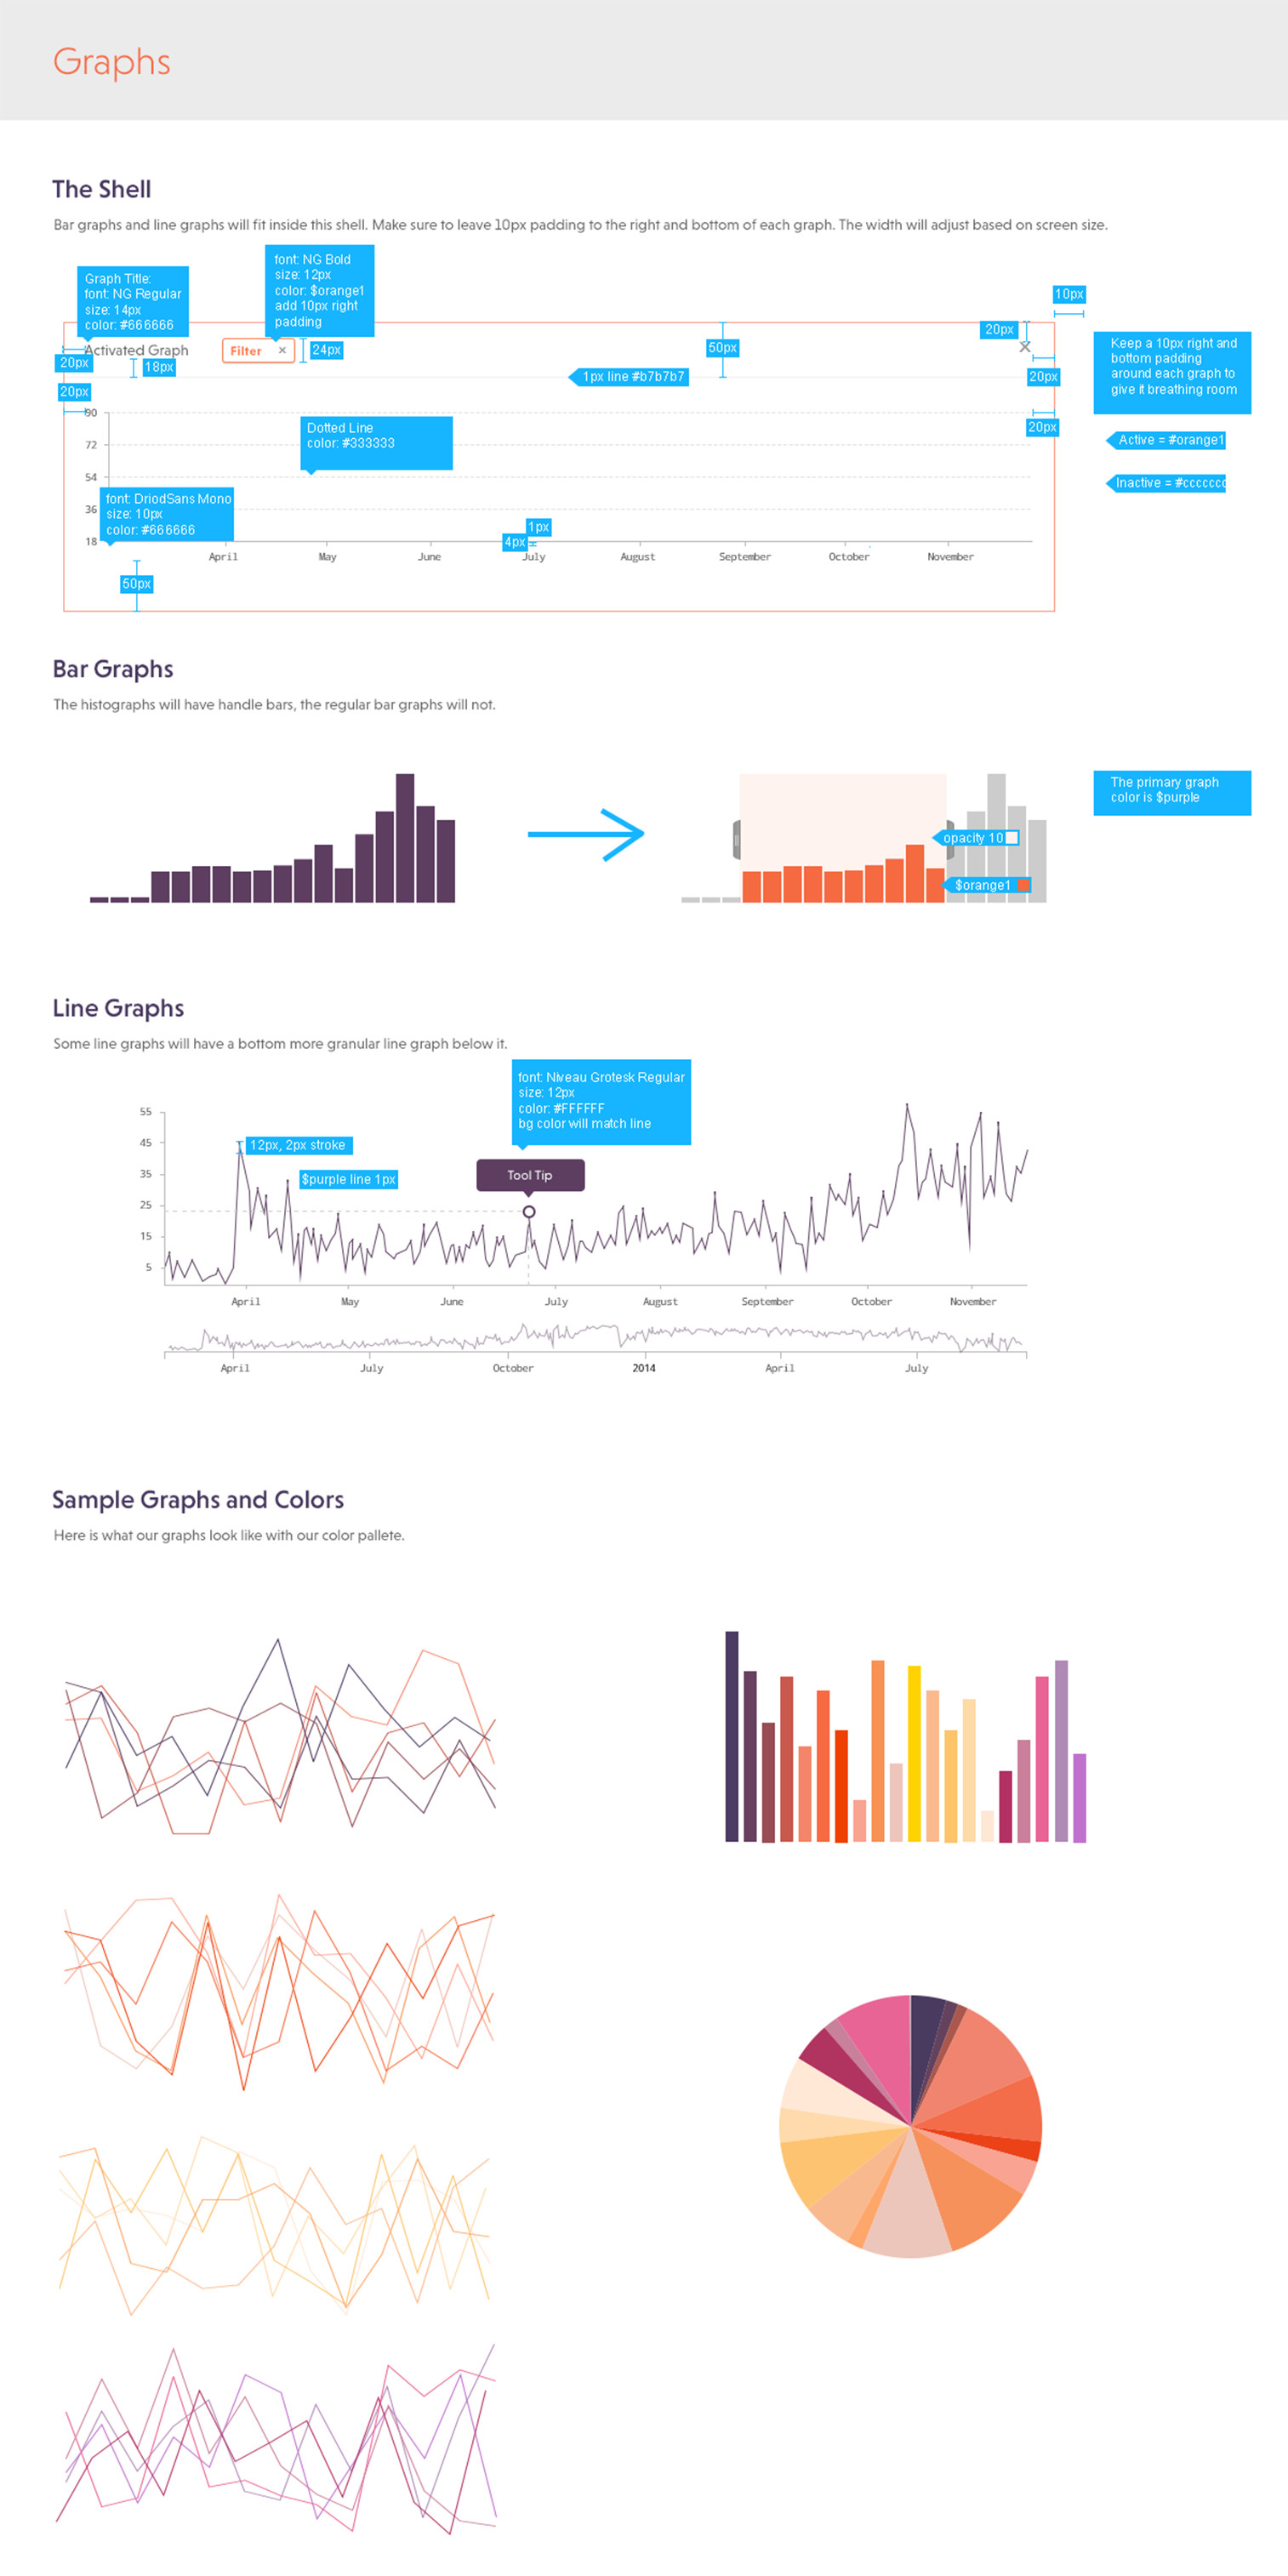 Graphs
The Shell
Bar graphs and line graphs will fit inside this shell. Make sure to leave 10px padding to the right and bottom of each graph. The width will adjust based on screen size.
Graph Title:
font: NG Regular
size: 14px
color: #666666
font: NG Bold
size: 12px
color: $orange1
add 10px right
padding
10px
20px
Activated Graph
Filter ×
24px
50px
×
Keep a 10px right and
bottom padding
around each graph to
give it breathing room
20px
18px
1px line #b7b7b7
20px
20px
20px
90
Dotted Line
color: #333333
Active = #orange1
72
54
Inactive = #cccccc
font: DriodSans Mono
size: 10px
color: #666666
36
18
1px
4px
April May June July August September October November
50px
Bar Graphs
The histographs will have handle bars, the regular bar graphs will not.
The primary graph
color is $purple
opacity 10
$orange1
Line Graphs
Some line graphs will have a bottom more granular line graph below it.
font: Niveau Grotesk Regular
size: 12px
color: #FFFFFF
bg color will match line
55
45
12px, 2px stroke
35
$purple line 1px
Tool Tip
25
15
5
April May June July August September October November
April July October 2014 April July
Sample Graphs and Colors
Here is what our graphs look like with our color pallete.